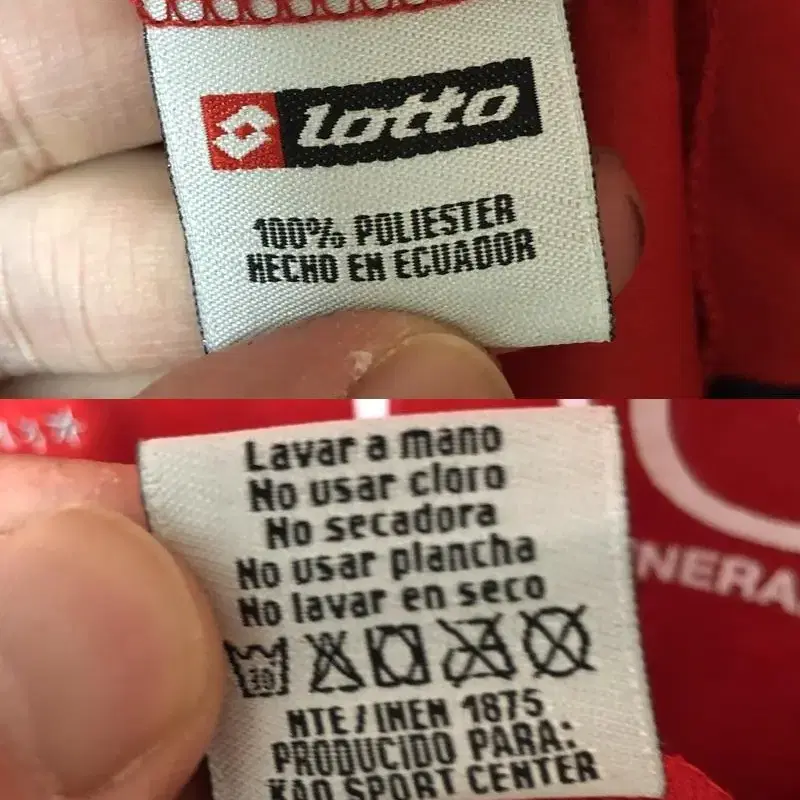 lotto
100% POLIESTER
HECHO EN ECUADOR
Lavar a mano
No usar cloro
No secadora
No usar plancha
No lavar en seco
30
NTE/INEN 1875
PRODUCIDO PARA:
KAO SPORT CENTER